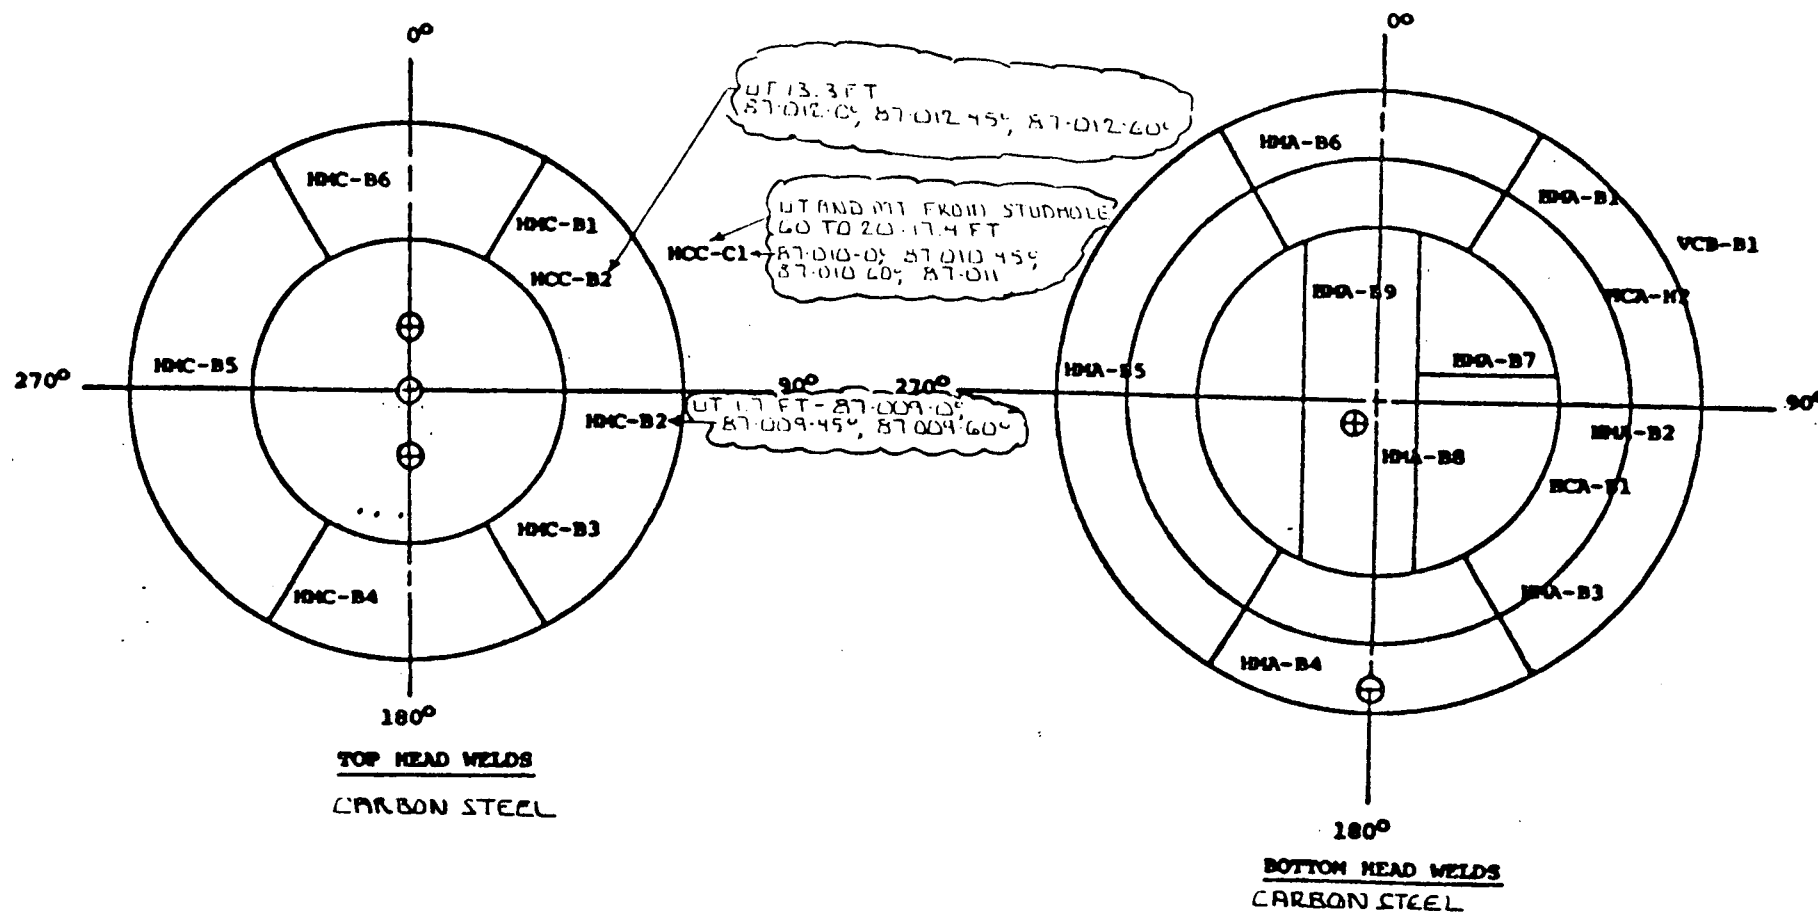 0°
HMC-B6
HMC-B1
HCC-B2
HMC-B5
270°
90°
HMC-B2
HMC-B3
HMC-B4
180°
TOP HEAD WELDS
CARBON STEEL
UT 13.3 FT
87-012-0°, 87-012-45°, 87-012-60°
HCC-C1
UT AND MT FROM STUDHOLE
60 TO 20-17.4 FT
87-010-0°, 87-010-45°,
87-010-60°, 87-011
UT 1.7 FT - 87-009-0°,
87-009-45°, 87-009-60°
0°
HMA-B6
HMA-B1
VCB-B1
HMA-B9
HMA-B7
HMA-B5
270°
90°
HMA-B2
HMA-B8
HCA-B1
HMA-B3
HMA-B4
180°
BOTTOM HEAD WELDS
CARBON STEEL